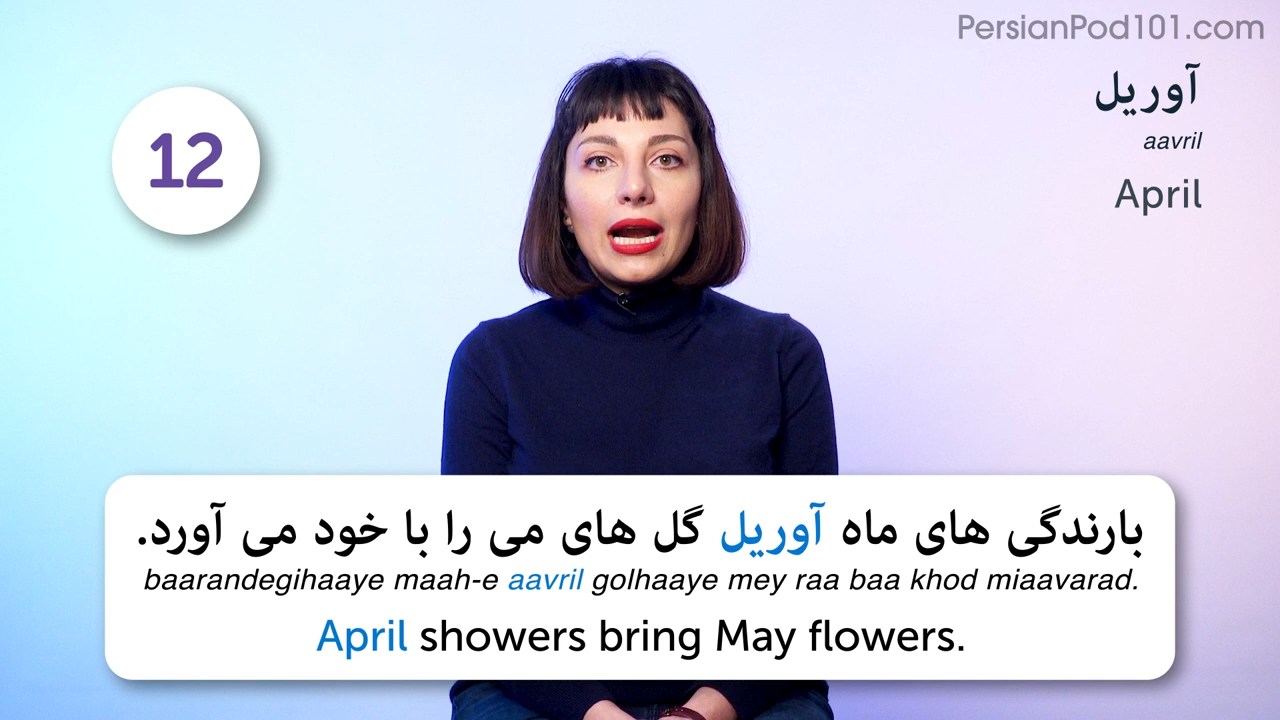 PersianPod101.com
12
آوریل
aavril
April
بارندگی های ماه آوریل گل های می را با خود می آورد.
baarandegihaaye maah-e aavril golhaaye mey raa baa khod miaavarad.
April showers bring May flowers.